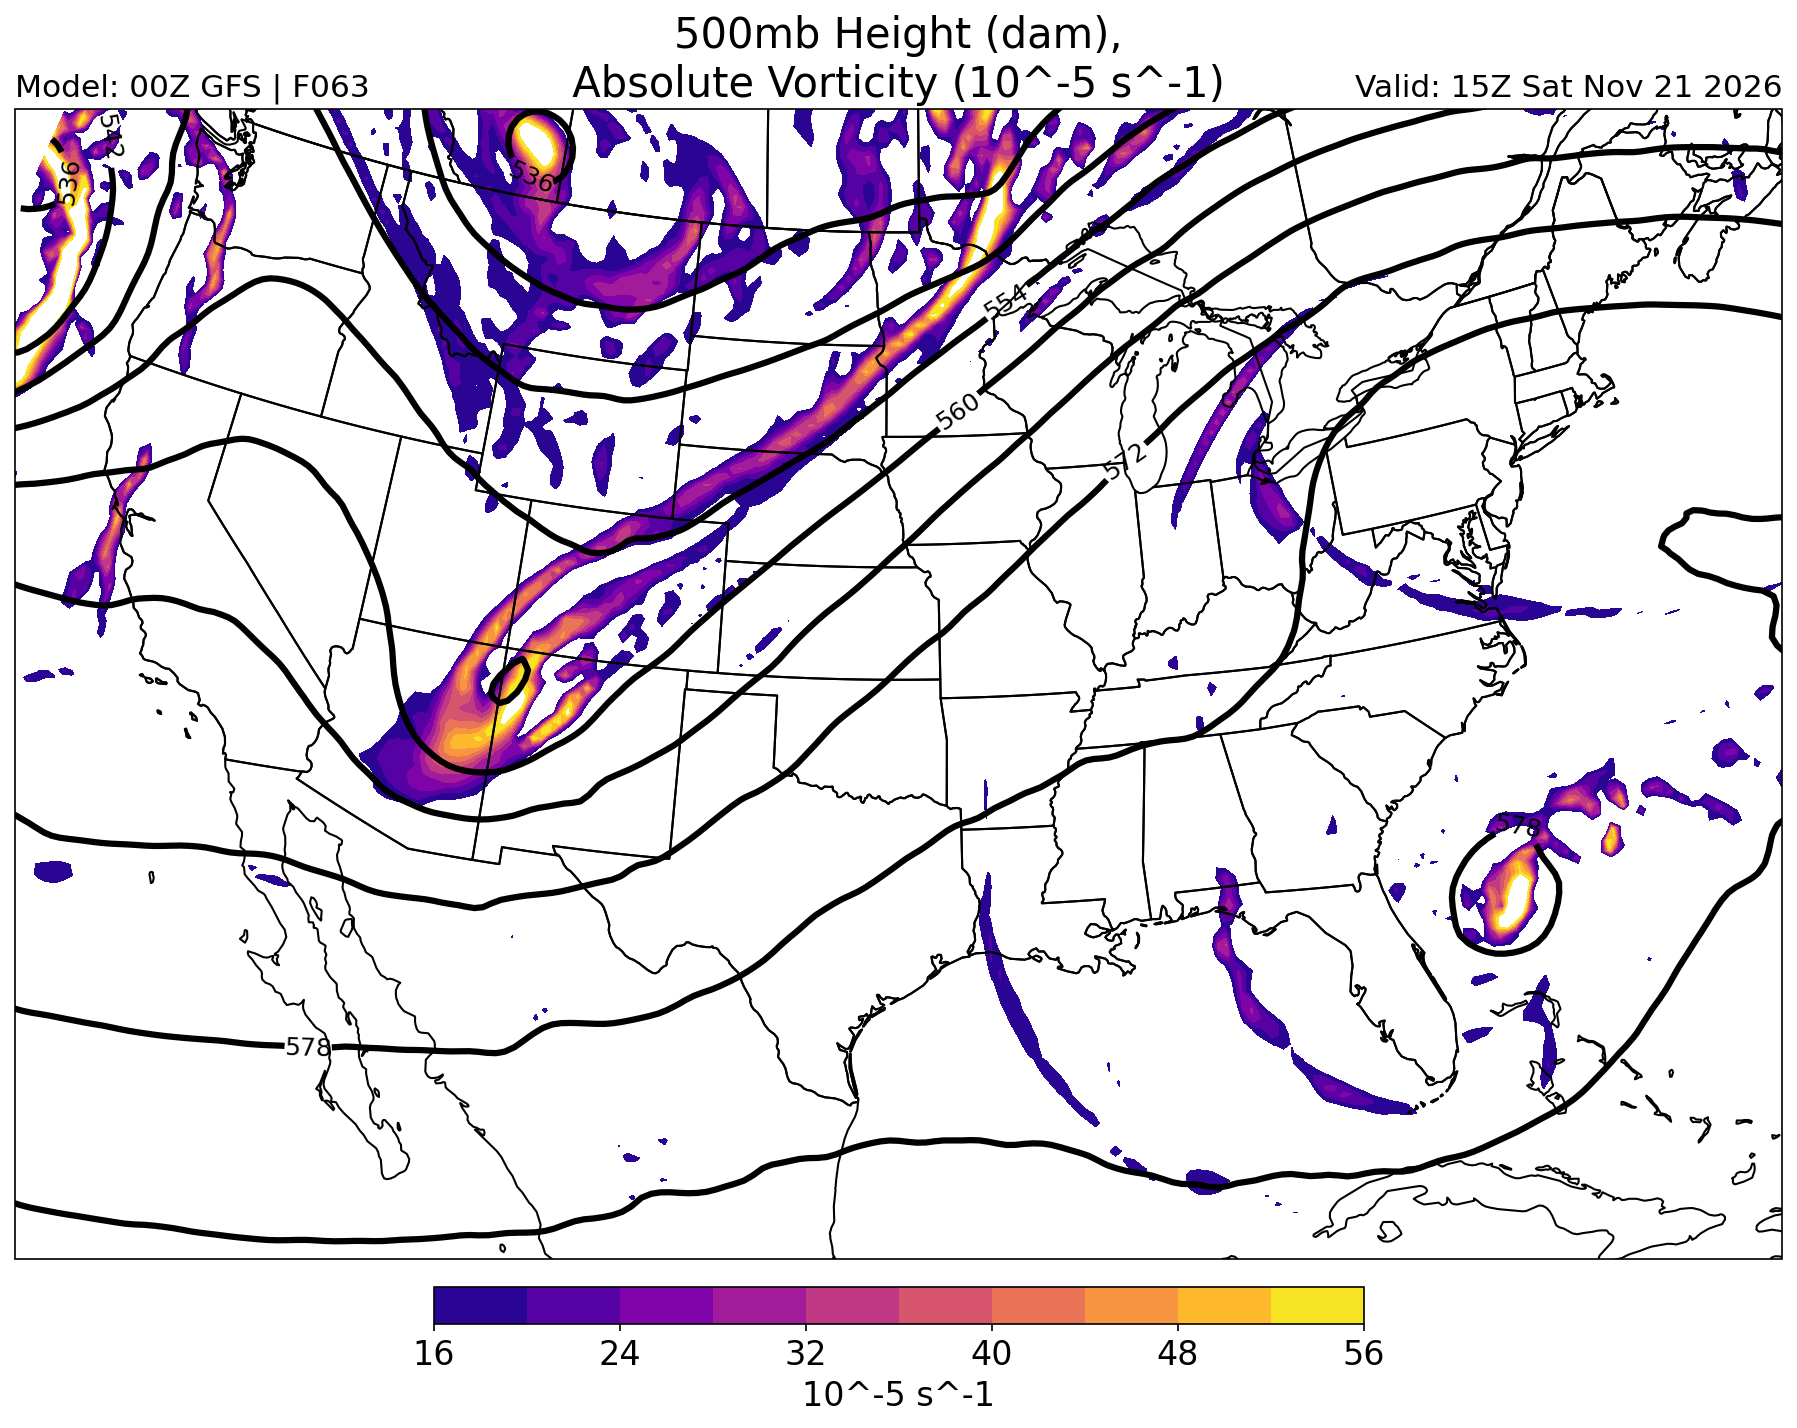 500mb Height (dam),
Absolute Vorticity (10^-5 s^-1)
Model: 00Z GFS | F063
Valid: 15Z Sat Nov 21 2026
542
536
536
554
560
572
578
578
16 24 32 40 48 56
10^-5 s^-1